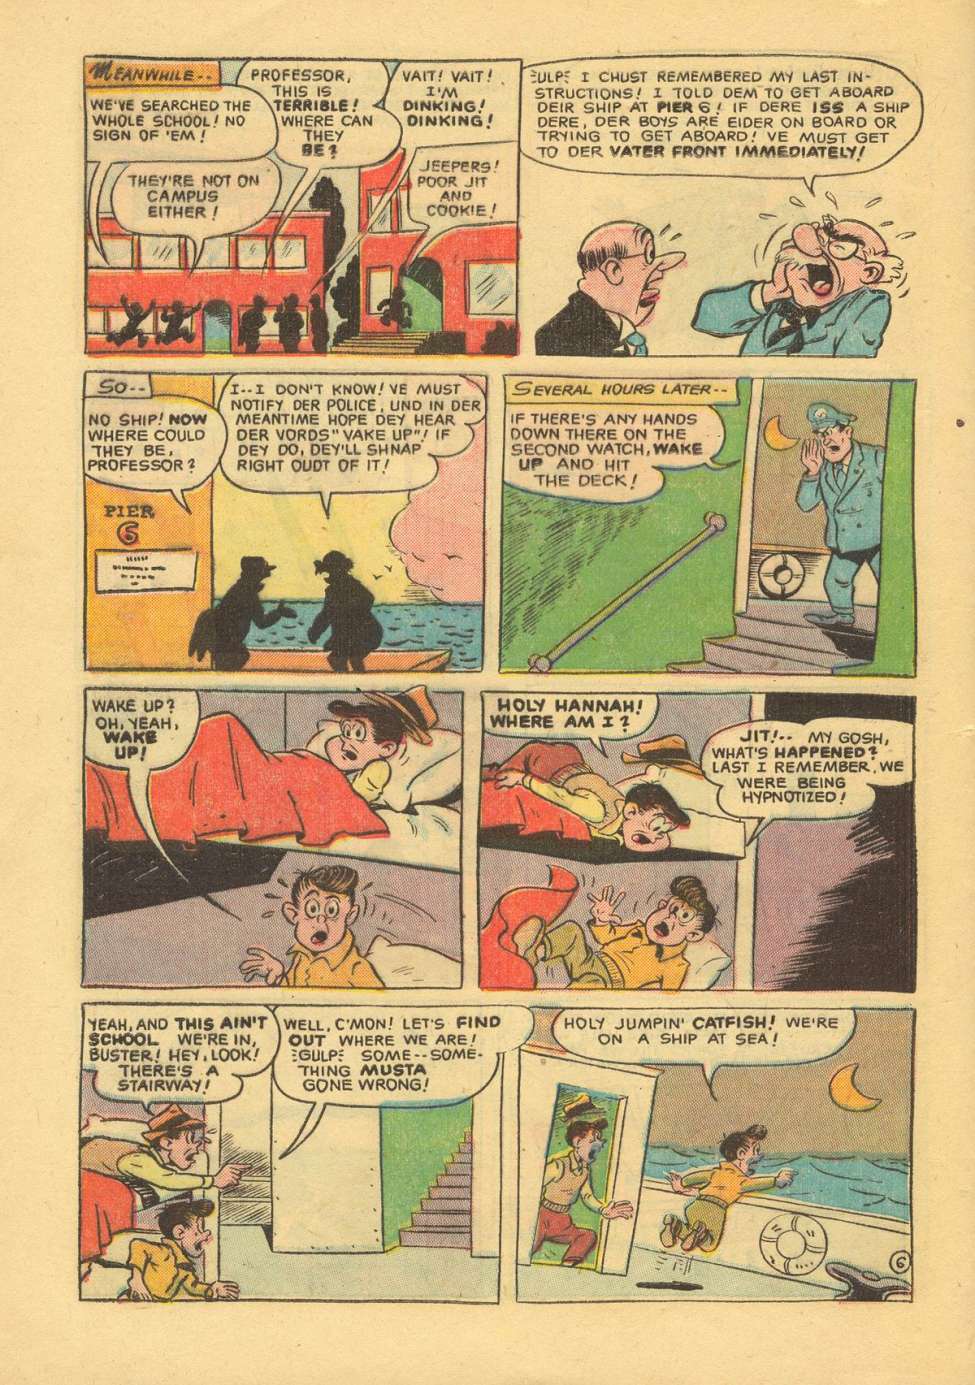 MEANWHILE--
WE'VE SEARCHED THE
WHOLE SCHOOL! NO
SIGN OF 'EM!
THEY'RE NOT ON
CAMPUS
EITHER!
PROFESSOR,
THIS IS
TERRIBLE!
WHERE CAN
THEY
BE?
VAIT! VAIT!
I'M
DINKING!
DINKING!
JEEPERS!
POOR JIT
AND
COOKIE!
ULP I CHUST REMEMBERED MY LAST IN-
STRUCTIONS! I TOLD DEM TO GET ABOARD
DEIR SHIP AT PIER 6! IF DERE ISS A SHIP
DERE, DER BOYS ARE EIDER ON BOARD OR
TRYING TO GET ABOARD! VE MUST GET
TO DER VATER FRONT IMMEDIATELY!
SO--
NO SHIP! NOW
WHERE COULD
THEY BE,
PROFESSOR?
I--I DON'T KNOW! VE MUST
NOTIFY DER POLICE, UND IN DER
MEANTIME HOPE DEY HEAR
DER VORDS "VAKE UP"! IF
DEY DO, DEY'LL SHNAP
RIGHT OUDT OF IT!
PIER
6
SEVERAL HOURS LATER--
IF THERE'S ANY HANDS
DOWN THERE ON THE
SECOND WATCH, WAKE
UP AND HIT
THE DECK!
WAKE UP?
OH, YEAH,
WAKE
UP!
HOLY HANNAH!
WHERE AM I?
JIT!-- MY GOSH,
WHAT'S HAPPENED?
LAST I REMEMBER, WE
WERE BEING
HYPNOTIZED!
YEAH, AND THIS AIN'T
SCHOOL WE'RE IN,
BUSTER! HEY, LOOK!
THERE'S A
STAIRWAY!
WELL, C'MON! LET'S FIND
OUT WHERE WE ARE!
GULP SOME--SOME-
THING MUSTA
GONE WRONG!
HOLY JUMPIN' CATFISH! WE'RE
ON A SHIP AT SEA!
6